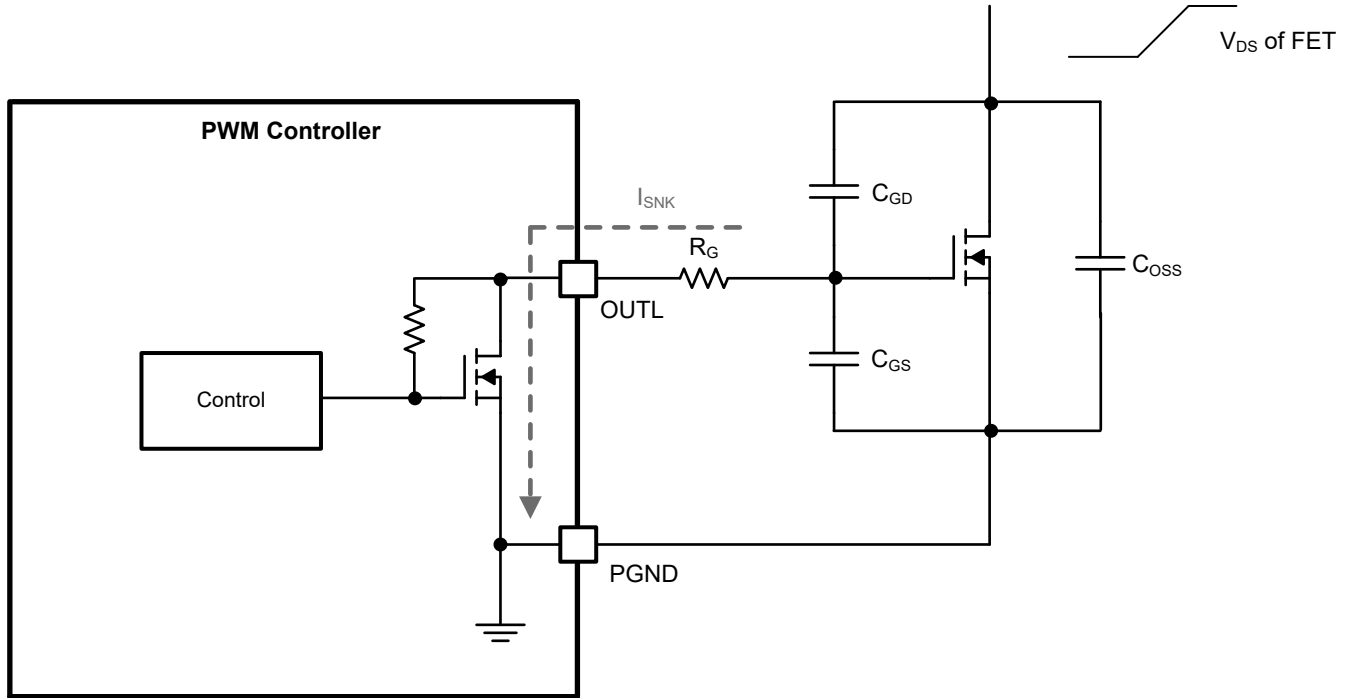 V_DS of FET
PWM Controller
I_SNK
C_GD
R_G
C_OSS
OUTL
C_GS
Control
PGND